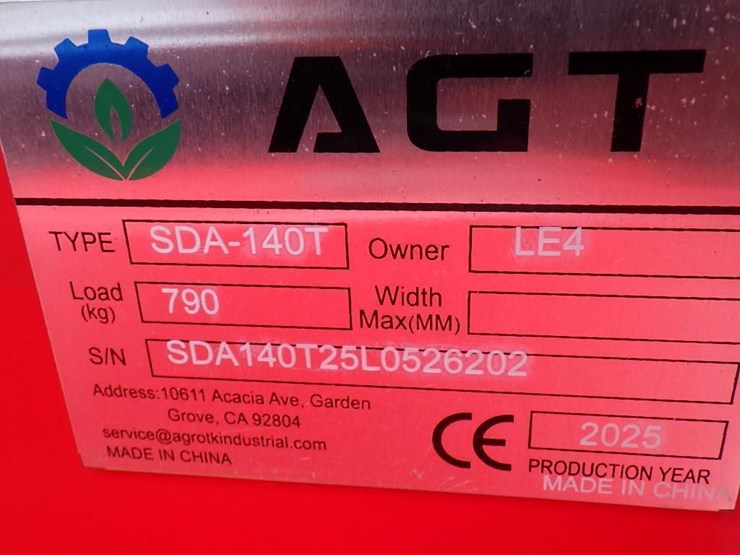 AGT
TYPE SDA-140T Owner LE4
Load (kg) 790 Width Max(MM)
S/N SDA140T25L0526202
Address:10611 Acacia Ave, Garden
Grove, CA 92804
service@agrotkindustrial.com
MADE IN CHINA
CE 2025
PRODUCTION YEAR
MADE IN CHINA